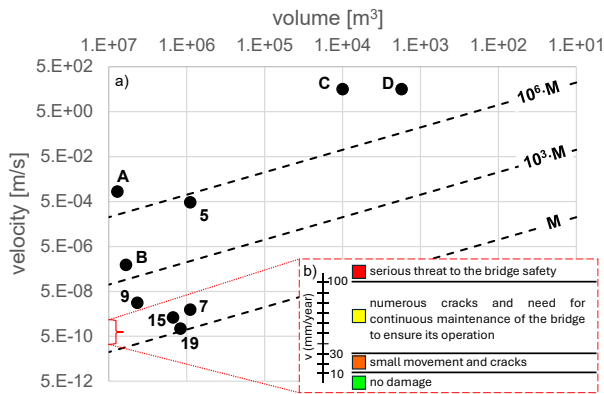 volume [m³]
1.E+07 1.E+06 1.E+05 1.E+04 1.E+03 1.E+02 1.E+01
velocity [m/s]
5.E+02
5.E+00
5.E-02
5.E-04
5.E-06
5.E-08
5.E-10
5.E-12
a)
C
D
10⁶·M
A
5
10³·M
B
M
9
7
15
19
b)
v (mm/year)
100
30
10
serious threat to the bridge safety
numerous cracks and need for
continuous maintenance of the bridge
to ensure its operation
small movement and cracks
no damage